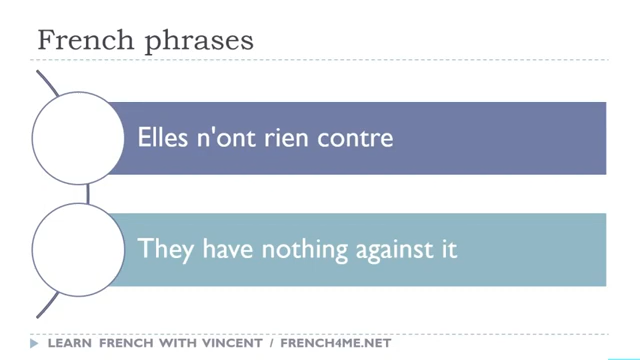 French phrases
Elles n'ont rien contre
They have nothing against it
LEARN FRENCH WITH VINCENT / FRENCH4ME.NET